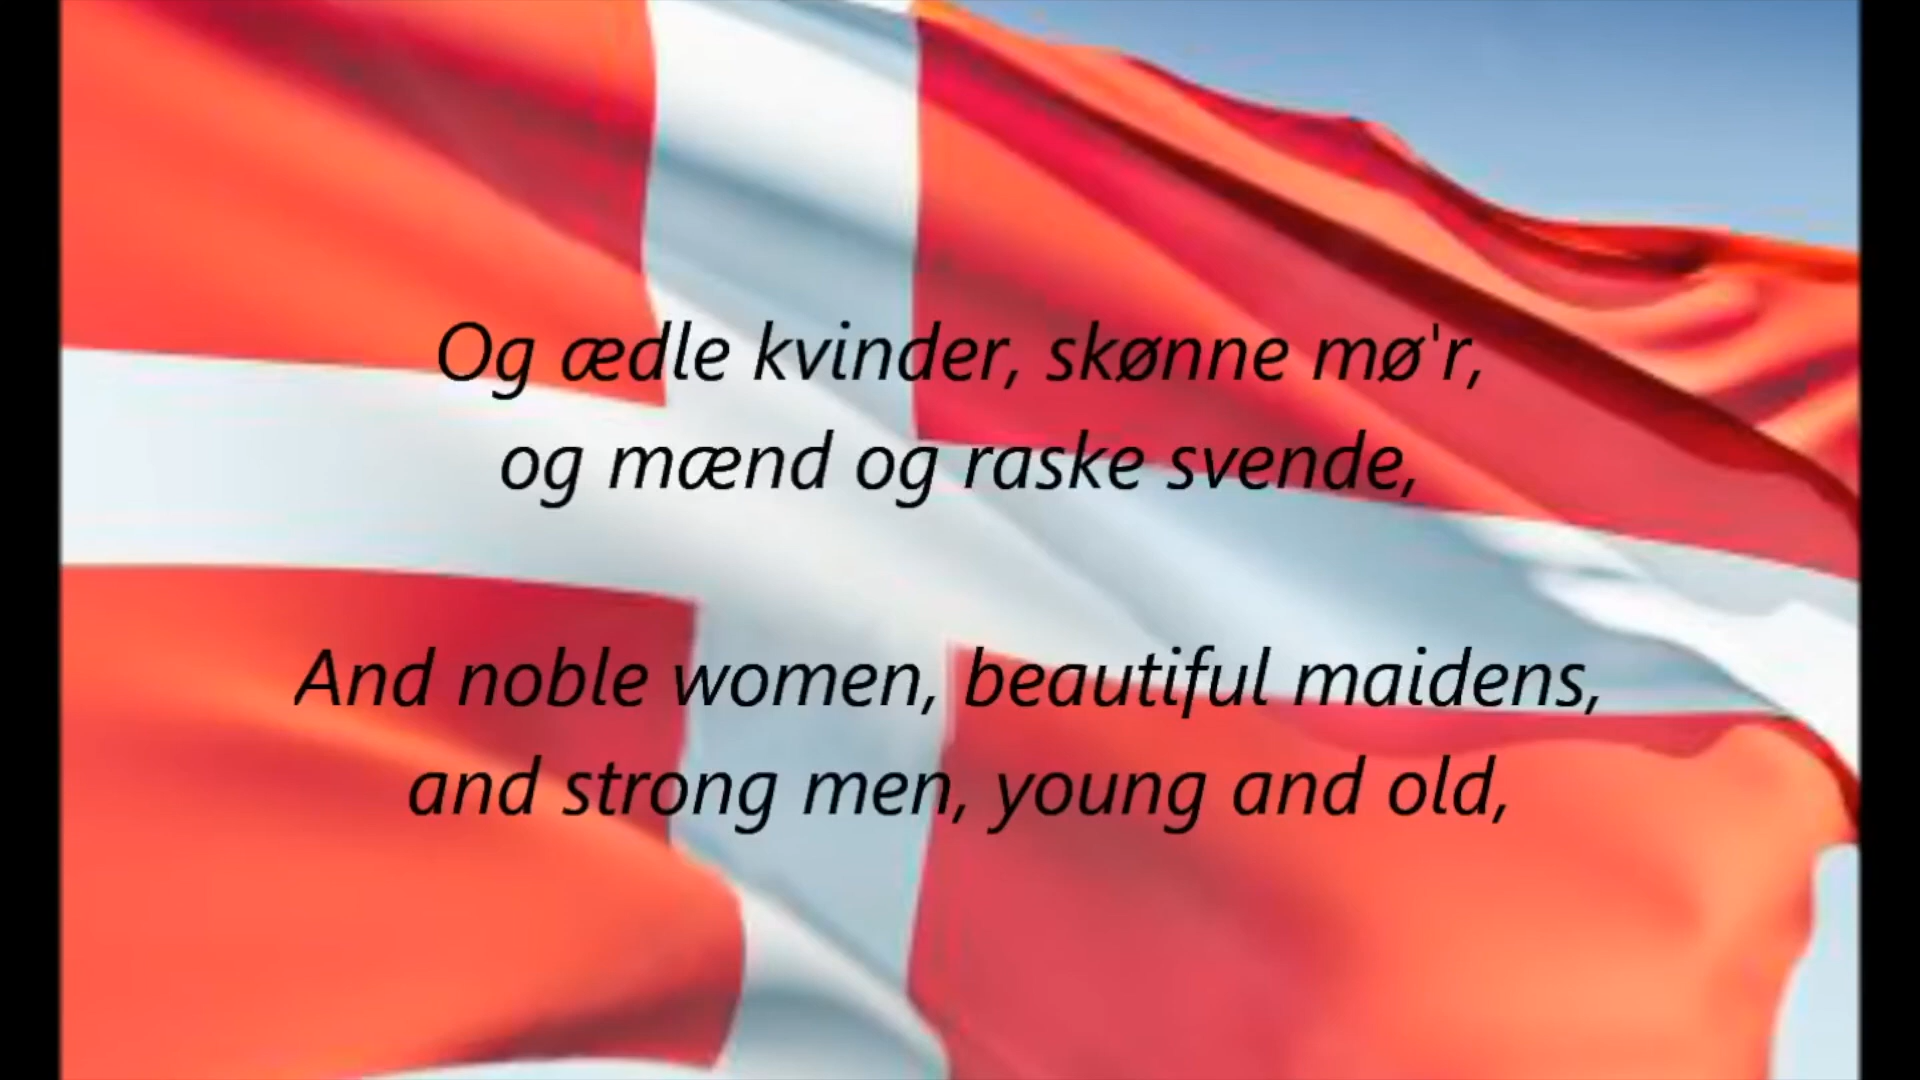 Og ædle kvinder, skønne mø'r,
og mænd og raske svende,
And noble women, beautiful maidens,
and strong men, young and old,